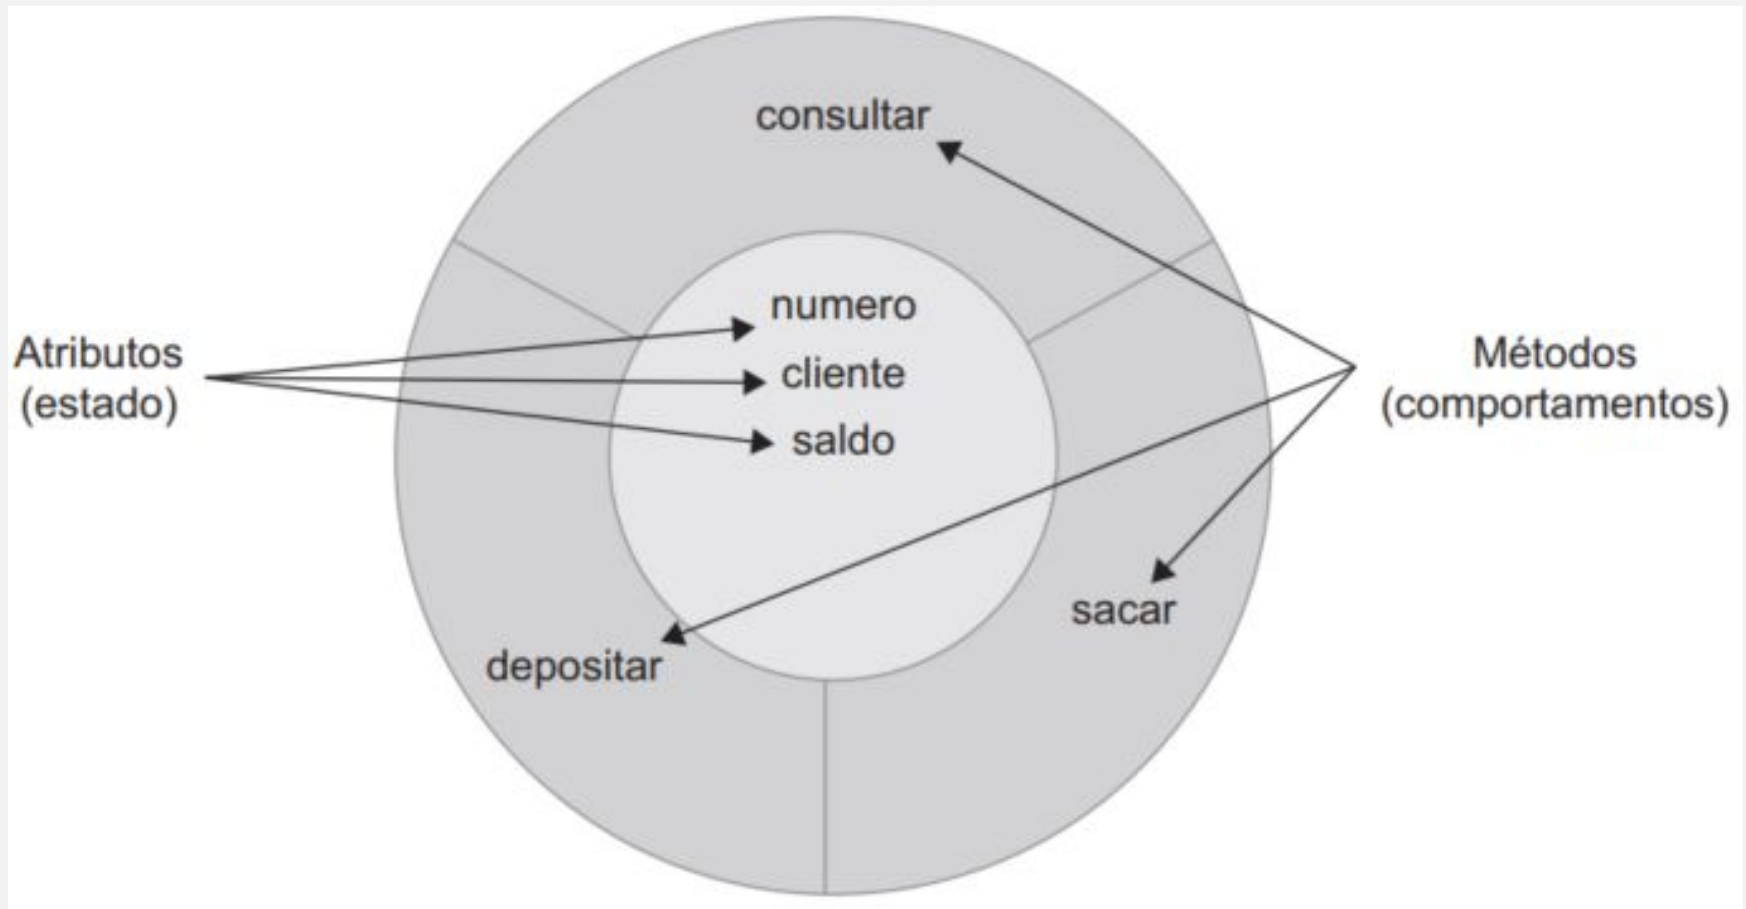 consultar
numero
cliente
saldo
Atributos
(estado)
Métodos
(comportamentos)
sacar
depositar